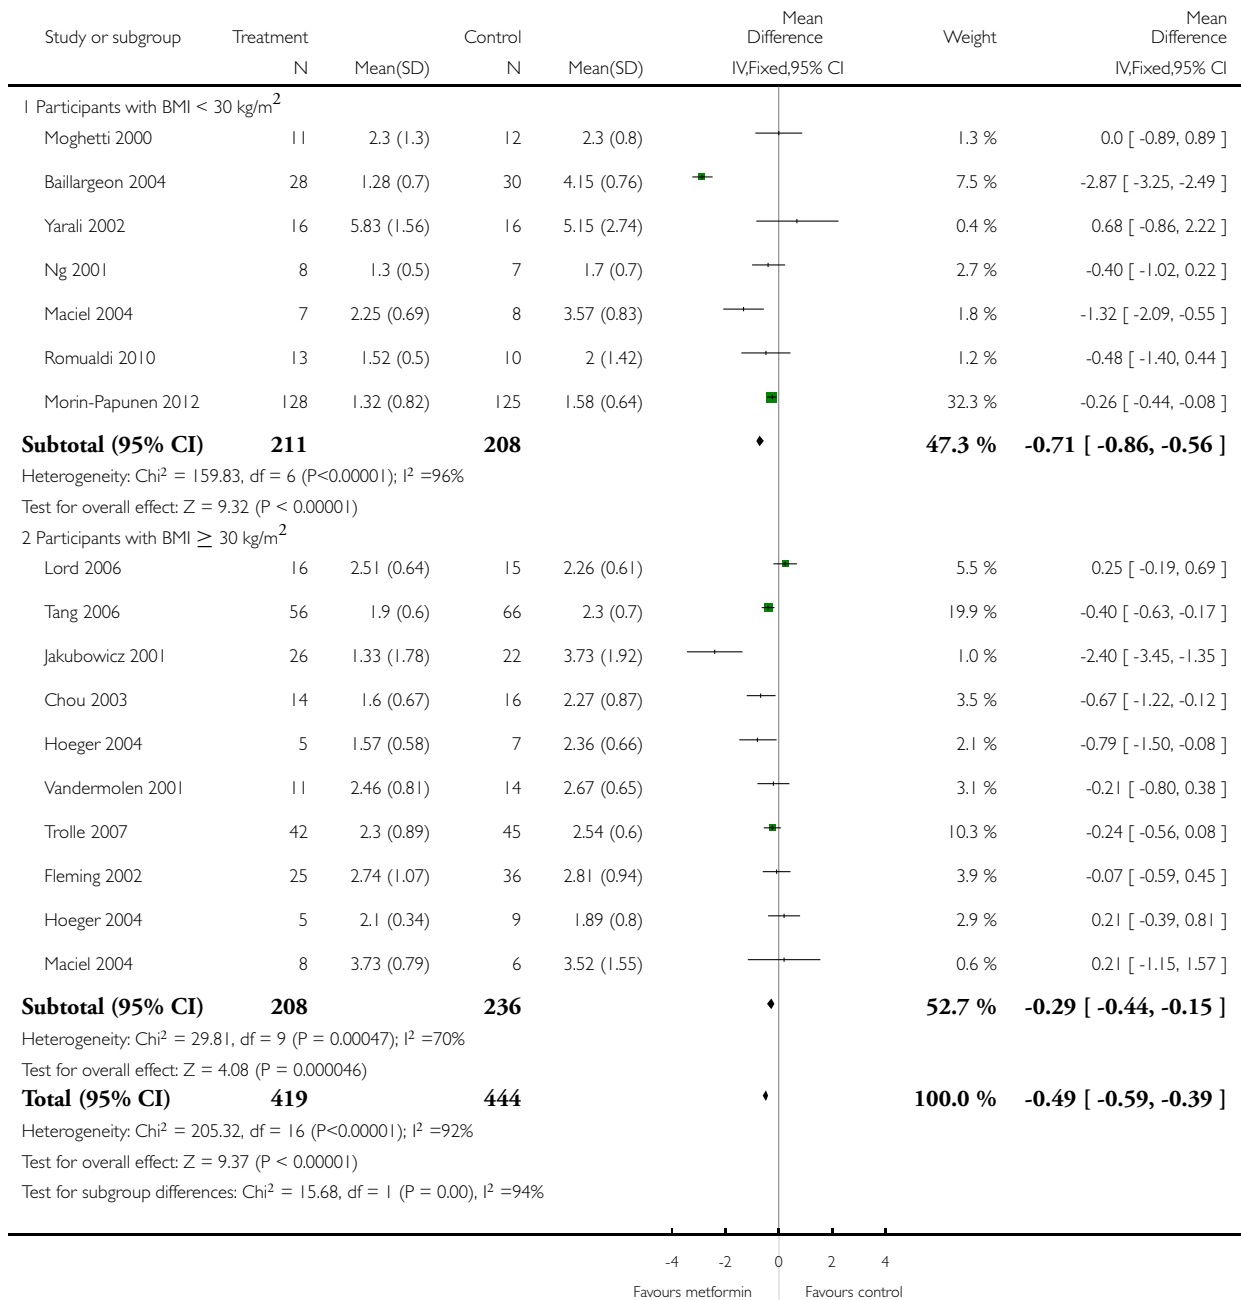 Study or subgroup Treatment Control Mean Difference Weight Mean Difference
N Mean(SD) N Mean(SD) IV,Fixed,95% CI IV,Fixed,95% CI
1 Participants with BMI < 30 kg/m2
Moghetti 2000 11 2.3 (1.3) 12 2.3 (0.8) 1.3 % 0.0 [ -0.89, 0.89 ]
Baillargeon 2004 28 1.28 (0.7) 30 4.15 (0.76) 7.5 % -2.87 [ -3.25, -2.49 ]
Yarali 2002 16 5.83 (1.56) 16 5.15 (2.74) 0.4 % 0.68 [ -0.86, 2.22 ]
Ng 2001 8 1.3 (0.5) 7 1.7 (0.7) 2.7 % -0.40 [ -1.02, 0.22 ]
Maciel 2004 7 2.25 (0.69) 8 3.57 (0.83) 1.8 % -1.32 [ -2.09, -0.55 ]
Romualdi 2010 13 1.52 (0.5) 10 2 (1.42) 1.2 % -0.48 [ -1.40, 0.44 ]
Morin-Papunen 2012 128 1.32 (0.82) 125 1.58 (0.64) 32.3 % -0.26 [ -0.44, -0.08 ]
Subtotal (95% CI) 211 208 47.3 % -0.71 [ -0.86, -0.56 ]
Heterogeneity: Chi² = 159.83, df = 6 (P<0.00001); I² =96%
Test for overall effect: Z = 9.32 (P < 0.00001)
2 Participants with BMI ≥ 30 kg/m2
Lord 2006 16 2.51 (0.64) 15 2.26 (0.61) 5.5 % 0.25 [ -0.19, 0.69 ]
Tang 2006 56 1.9 (0.6) 66 2.3 (0.7) 19.9 % -0.40 [ -0.63, -0.17 ]
Jakubowicz 2001 26 1.33 (1.78) 22 3.73 (1.92) 1.0 % -2.40 [ -3.45, -1.35 ]
Chou 2003 14 1.6 (0.67) 16 2.27 (0.87) 3.5 % -0.67 [ -1.22, -0.12 ]
Hoeger 2004 5 1.57 (0.58) 7 2.36 (0.66) 2.1 % -0.79 [ -1.50, -0.08 ]
Vandermolen 2001 11 2.46 (0.81) 14 2.67 (0.65) 3.1 % -0.21 [ -0.80, 0.38 ]
Trolle 2007 42 2.3 (0.89) 45 2.54 (0.6) 10.3 % -0.24 [ -0.56, 0.08 ]
Fleming 2002 25 2.74 (1.07) 36 2.81 (0.94) 3.9 % -0.07 [ -0.59, 0.45 ]
Hoeger 2004 5 2.1 (0.34) 9 1.89 (0.8) 2.9 % 0.21 [ -0.39, 0.81 ]
Maciel 2004 8 3.73 (0.79) 6 3.52 (1.55) 0.6 % 0.21 [ -1.15, 1.57 ]
Subtotal (95% CI) 208 236 52.7 % -0.29 [ -0.44, -0.15 ]
Heterogeneity: Chi² = 29.81, df = 9 (P = 0.00047); I² =70%
Test for overall effect: Z = 4.08 (P = 0.000046)
Total (95% CI) 419 444 100.0 % -0.49 [ -0.59, -0.39 ]
Heterogeneity: Chi² = 205.32, df = 16 (P<0.00001); I² =92%
Test for overall effect: Z = 9.37 (P < 0.00001)
Test for subgroup differences: Chi² = 15.68, df = 1 (P = 0.00), I² =94%
-4 -2 0 2 4
Favours metformin Favours control